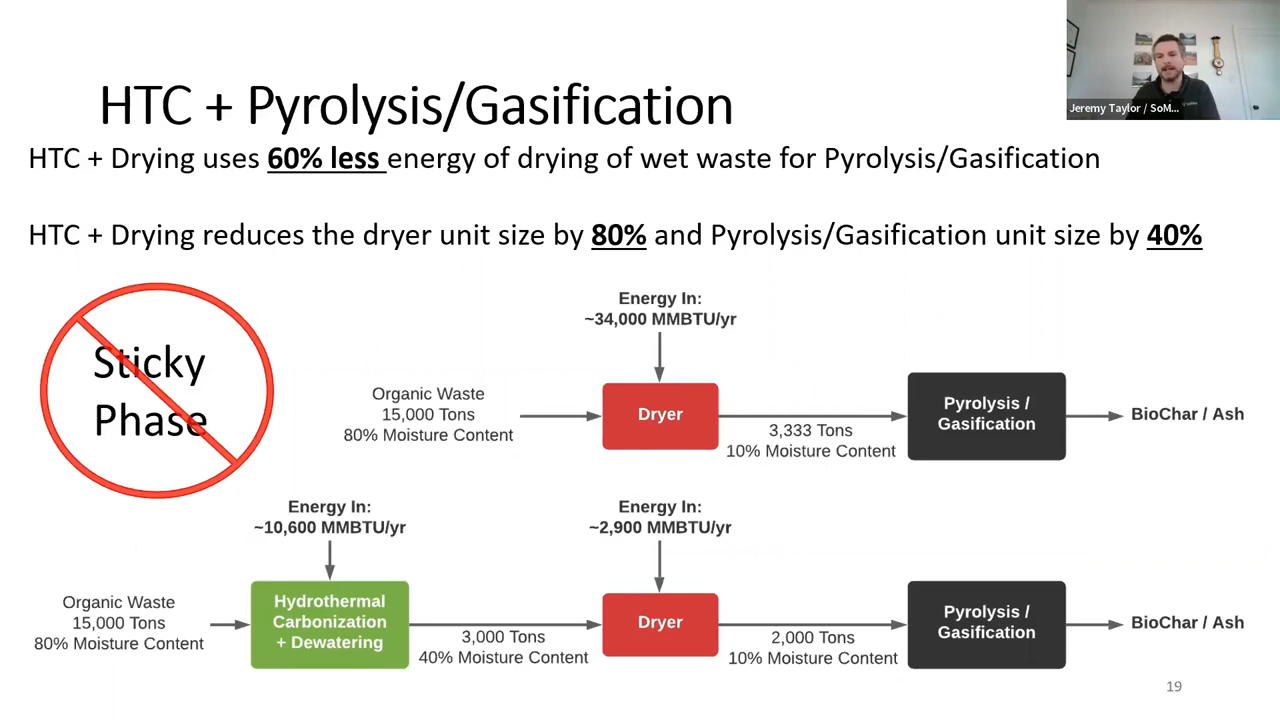 Jeremy Taylor / SoM...
HTC + Pyrolysis/Gasification
HTC + Drying uses 60% less energy of drying of wet waste for Pyrolysis/Gasification
HTC + Drying reduces the dryer unit size by 80% and Pyrolysis/Gasification unit size by 40%
Sticky
Phase
Energy In:
~34,000 MMBTU/yr
Organic Waste
15,000 Tons
80% Moisture Content
Dryer
3,333 Tons
10% Moisture Content
Pyrolysis /
Gasification
BioChar / Ash
Energy In:
~10,600 MMBTU/yr
Energy In:
~2,900 MMBTU/yr
Organic Waste
15,000 Tons
80% Moisture Content
Hydrothermal
Carbonization
+ Dewatering
3,000 Tons
40% Moisture Content
Dryer
2,000 Tons
10% Moisture Content
Pyrolysis /
Gasification
BioChar / Ash
19